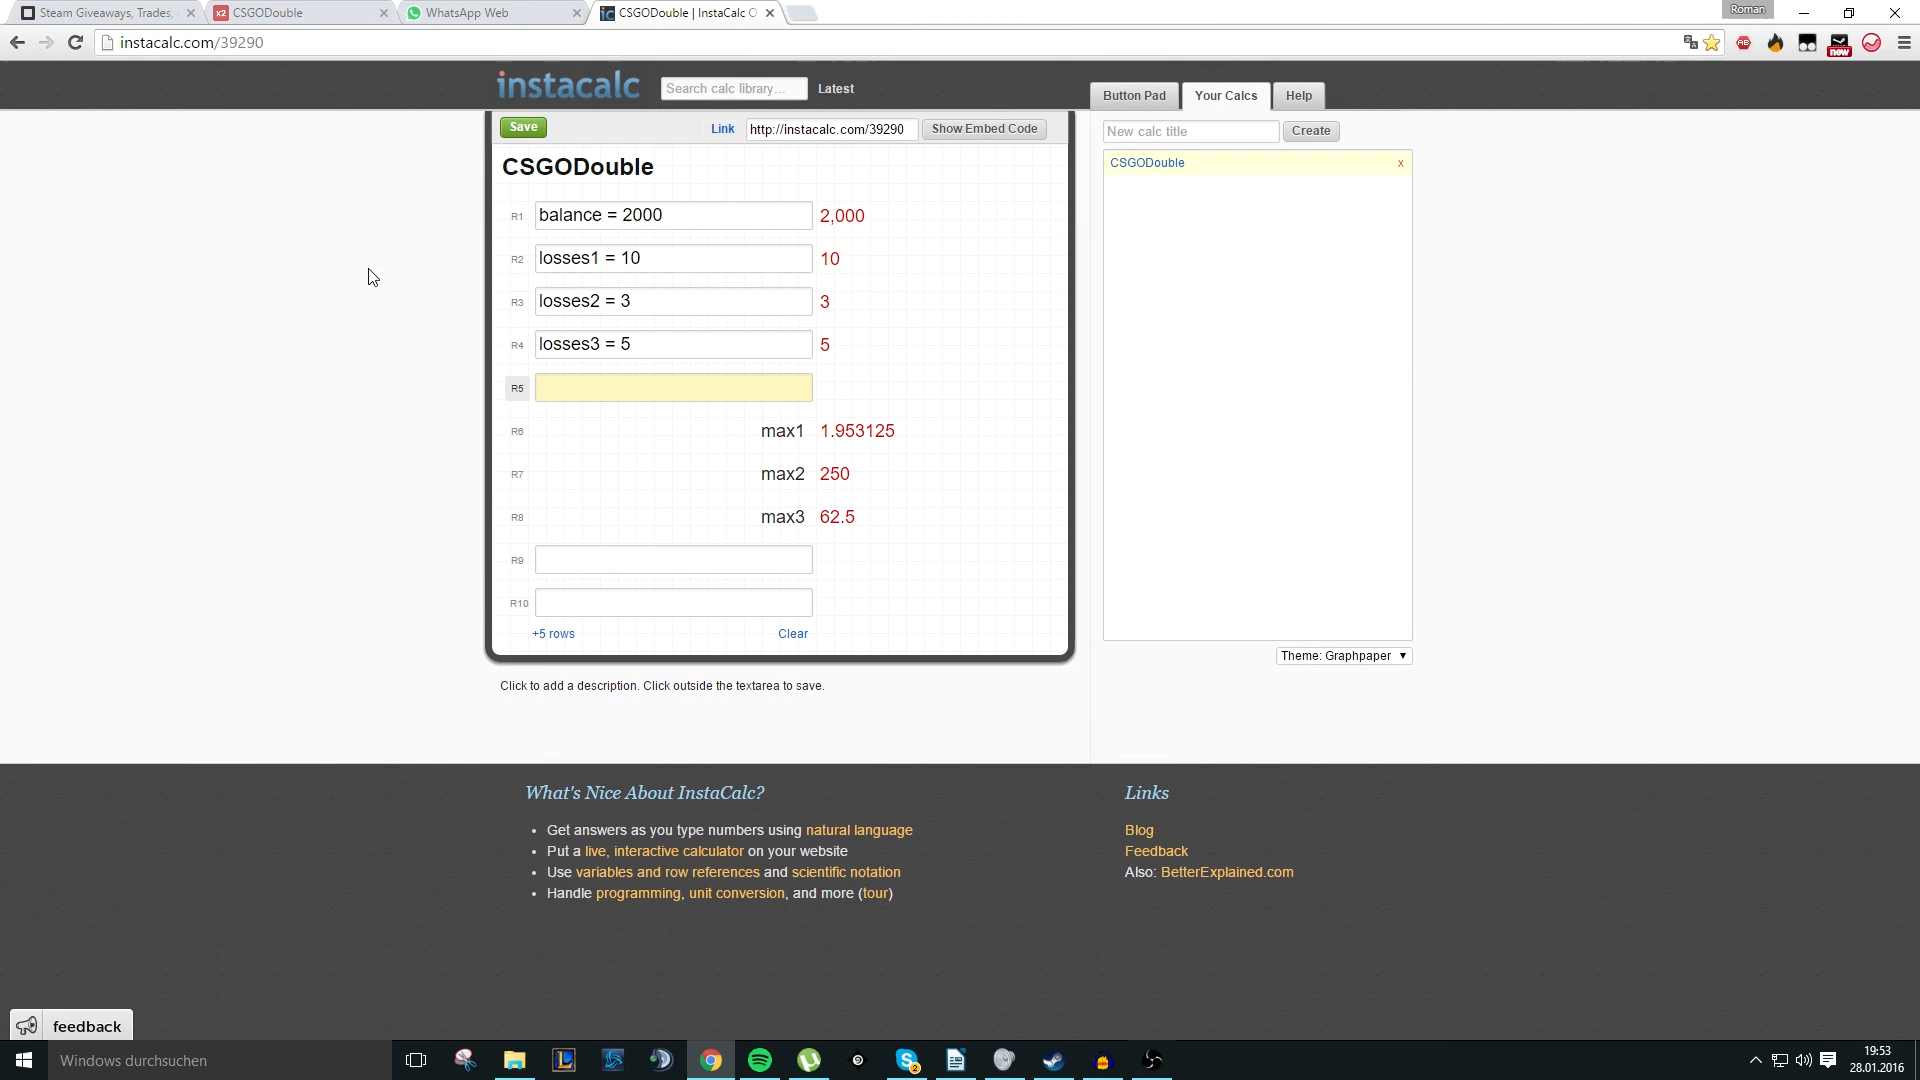 Steam Giveaways, Trades,
CSGODouble
WhatsApp Web
CSGODouble | InstaCalc O
Roman
instacalc.com/39290
new
instacalc
Search calc library...
Latest
Button Pad
Your Calcs
Help
Save
Link
http://instacalc.com/39290
Show Embed Code
New calc title
Create
CSGODouble
CSGODouble
x
R1
balance = 2000
2,000
R2
losses1 = 10
10
R3
losses2 = 3
3
R4
losses3 = 5
5
R5
R6
max1
1.953125
R7
max2
250
R8
max3
62.5
R9
R10
+5 rows
Clear
Theme: Graphpaper
Click to add a description. Click outside the textarea to save.
What's Nice About InstaCalc?
• Get answers as you type numbers using natural language
• Put a live, interactive calculator on your website
• Use variables and row references and scientific notation
• Handle programming, unit conversion, and more (tour)
Links
Blog
Feedback
Also: BetterExplained.com
feedback
Windows durchsuchen
2
19:53
28.01.2016